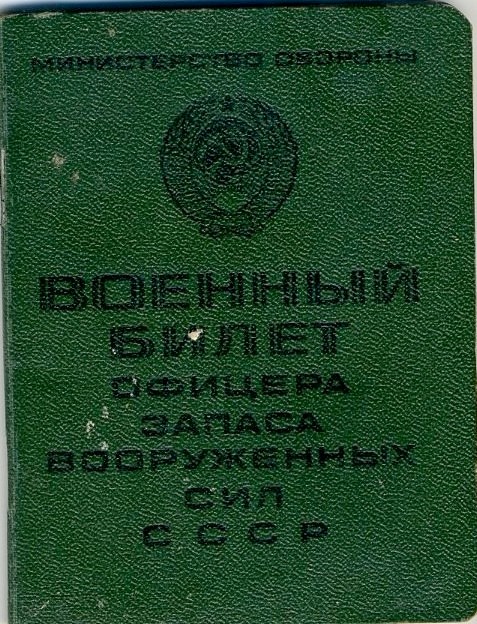 МИНИСТЕРСТВО ОБОРОНЫ
ВОЕННЫЙ
БИЛЕТ
ОФИЦЕРА
ЗАПАСА
ВООРУЖЕННЫХ
СИЛ
СССР